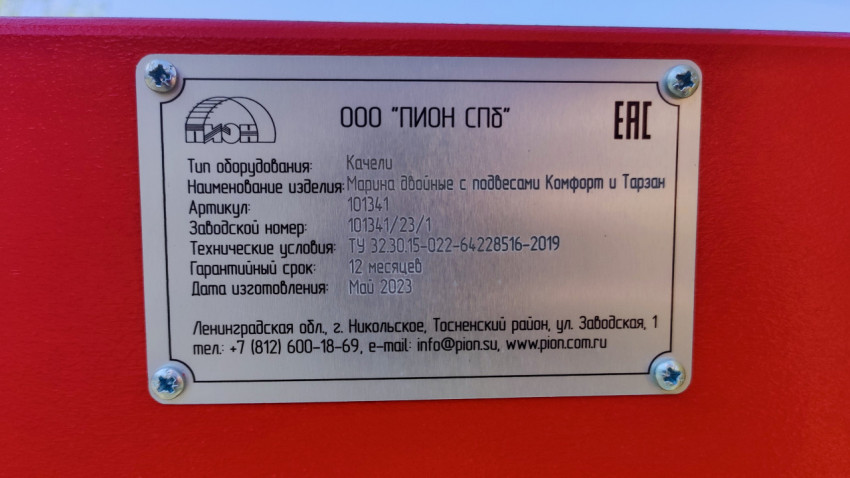 ПИОН
ООО "ПИОН СПб"
EAC
Тип оборудования: Качели
Наименование изделия: Марина двойные с подвесами Комфорт и Тарзан
Артикул: 101341
Заводской номер: 101341/23/1
Технические условия: ТУ 32.30.15-022-64228516-2019
Гарантийный срок: 12 месяцев
Дата изготовления: Май 2023
Ленинградская обл., г. Никольское, Тосненский район, ул. Заводская, 1
тел.: +7 (812) 600-18-69, e-mail: info@pion.su, www.pion.com.ru